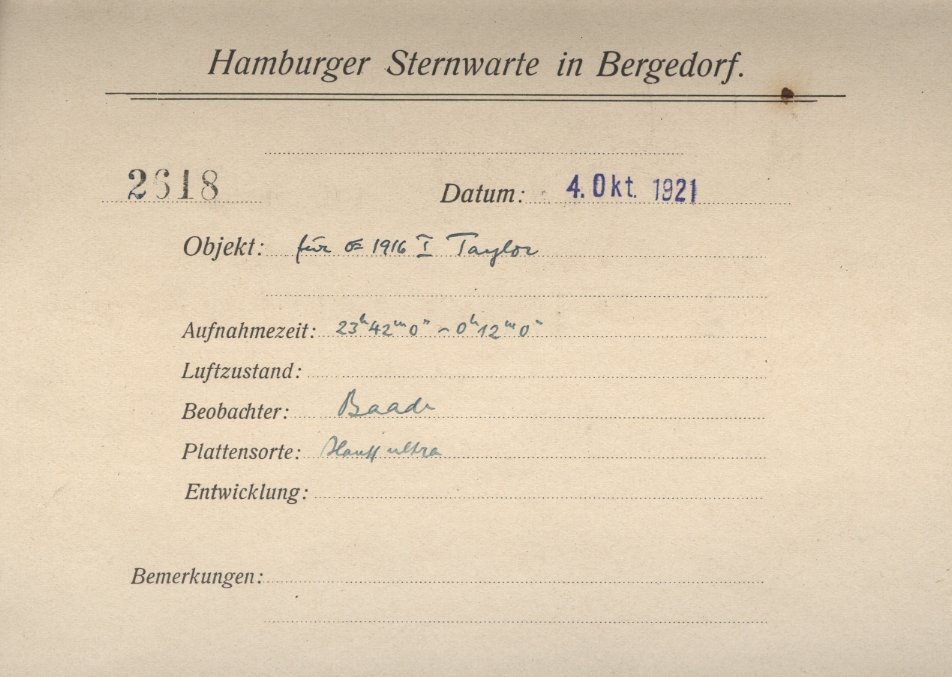 Hamburger Sternwarte in Bergedorf.
2618 Datum: 4. Okt. 1921
Objekt: für ☄ 1916 I Taylor
Aufnahmezeit: 23ʰ42ᵐ0ˢ – 0ʰ12ᵐ0ˢ
Luftzustand:
Beobachter: Baade
Plattensorte: Hauff ultra
Entwicklung:
Bemerkungen: